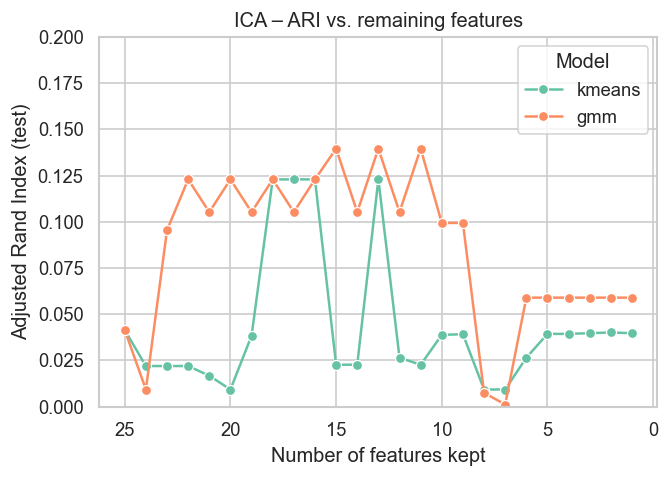 ICA – ARI vs. remaining features
Adjusted Rand Index (test)
0.200
0.175
0.150
0.125
0.100
0.075
0.050
0.025
0.000
Model
kmeans
gmm
25
20
15
10
5
0
Number of features kept